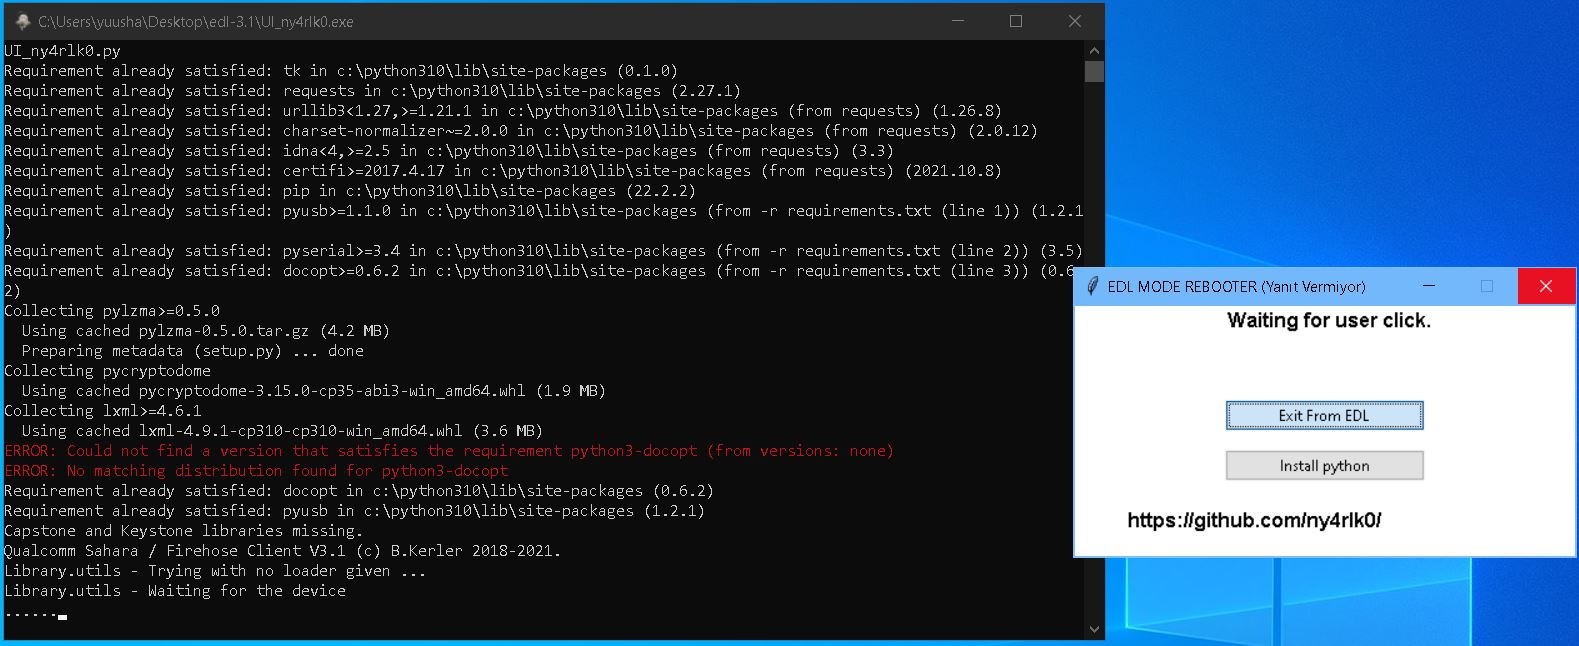 C:\Users\yuusha\Desktop\edl-3.1\UI_ny4rlk0.exe
UI_ny4rlk0.py
Requirement already satisfied: tk in c:\python310\lib\site-packages (0.1.0)
Requirement already satisfied: requests in c:\python310\lib\site-packages (2.27.1)
Requirement already satisfied: urllib3<1.27,>=1.21.1 in c:\python310\lib\site-packages (from requests) (1.26.8)
Requirement already satisfied: charset-normalizer~=2.0.0 in c:\python310\lib\site-packages (from requests) (2.0.12)
Requirement already satisfied: idna<4,>=2.5 in c:\python310\lib\site-packages (from requests) (3.3)
Requirement already satisfied: certifi>=2017.4.17 in c:\python310\lib\site-packages (from requests) (2021.10.8)
Requirement already satisfied: pip in c:\python310\lib\site-packages (22.2.2)
Requirement already satisfied: pyusb>=1.1.0 in c:\python310\lib\site-packages (from -r requirements.txt (line 1)) (1.2.1
)
Requirement already satisfied: pyserial>=3.4 in c:\python310\lib\site-packages (from -r requirements.txt (line 2)) (3.5)
Requirement already satisfied: docopt>=0.6.2 in c:\python310\lib\site-packages (from -r requirements.txt (line 3)) (0.6
2)
Collecting pylzma>=0.5.0
Using cached pylzma-0.5.0.tar.gz (4.2 MB)
Preparing metadata (setup.py) ... done
Collecting pycryptodome
Using cached pycryptodome-3.15.0-cp35-abi3-win_amd64.whl (1.9 MB)
Collecting lxml>=4.6.1
Using cached lxml-4.9.1-cp310-cp310-win_amd64.whl (3.6 MB)
ERROR: Could not find a version that satisfies the requirement python3-docopt (from versions: none)
ERROR: No matching distribution found for python3-docopt
Requirement already satisfied: docopt in c:\python310\lib\site-packages (0.6.2)
Requirement already satisfied: pyusb in c:\python310\lib\site-packages (1.2.1)
Capstone and Keystone libraries missing.
Qualcomm Sahara / Firehose Client V3.1 (c) B.Kerler 2018-2021.
Library.utils - Trying with no loader given ...
Library.utils - Waiting for the device
......
EDL MODE REBOOTER (Yanıt Vermiyor)
Waiting for user click.
Exit From EDL
Install python
https://github.com/ny4rlk0/